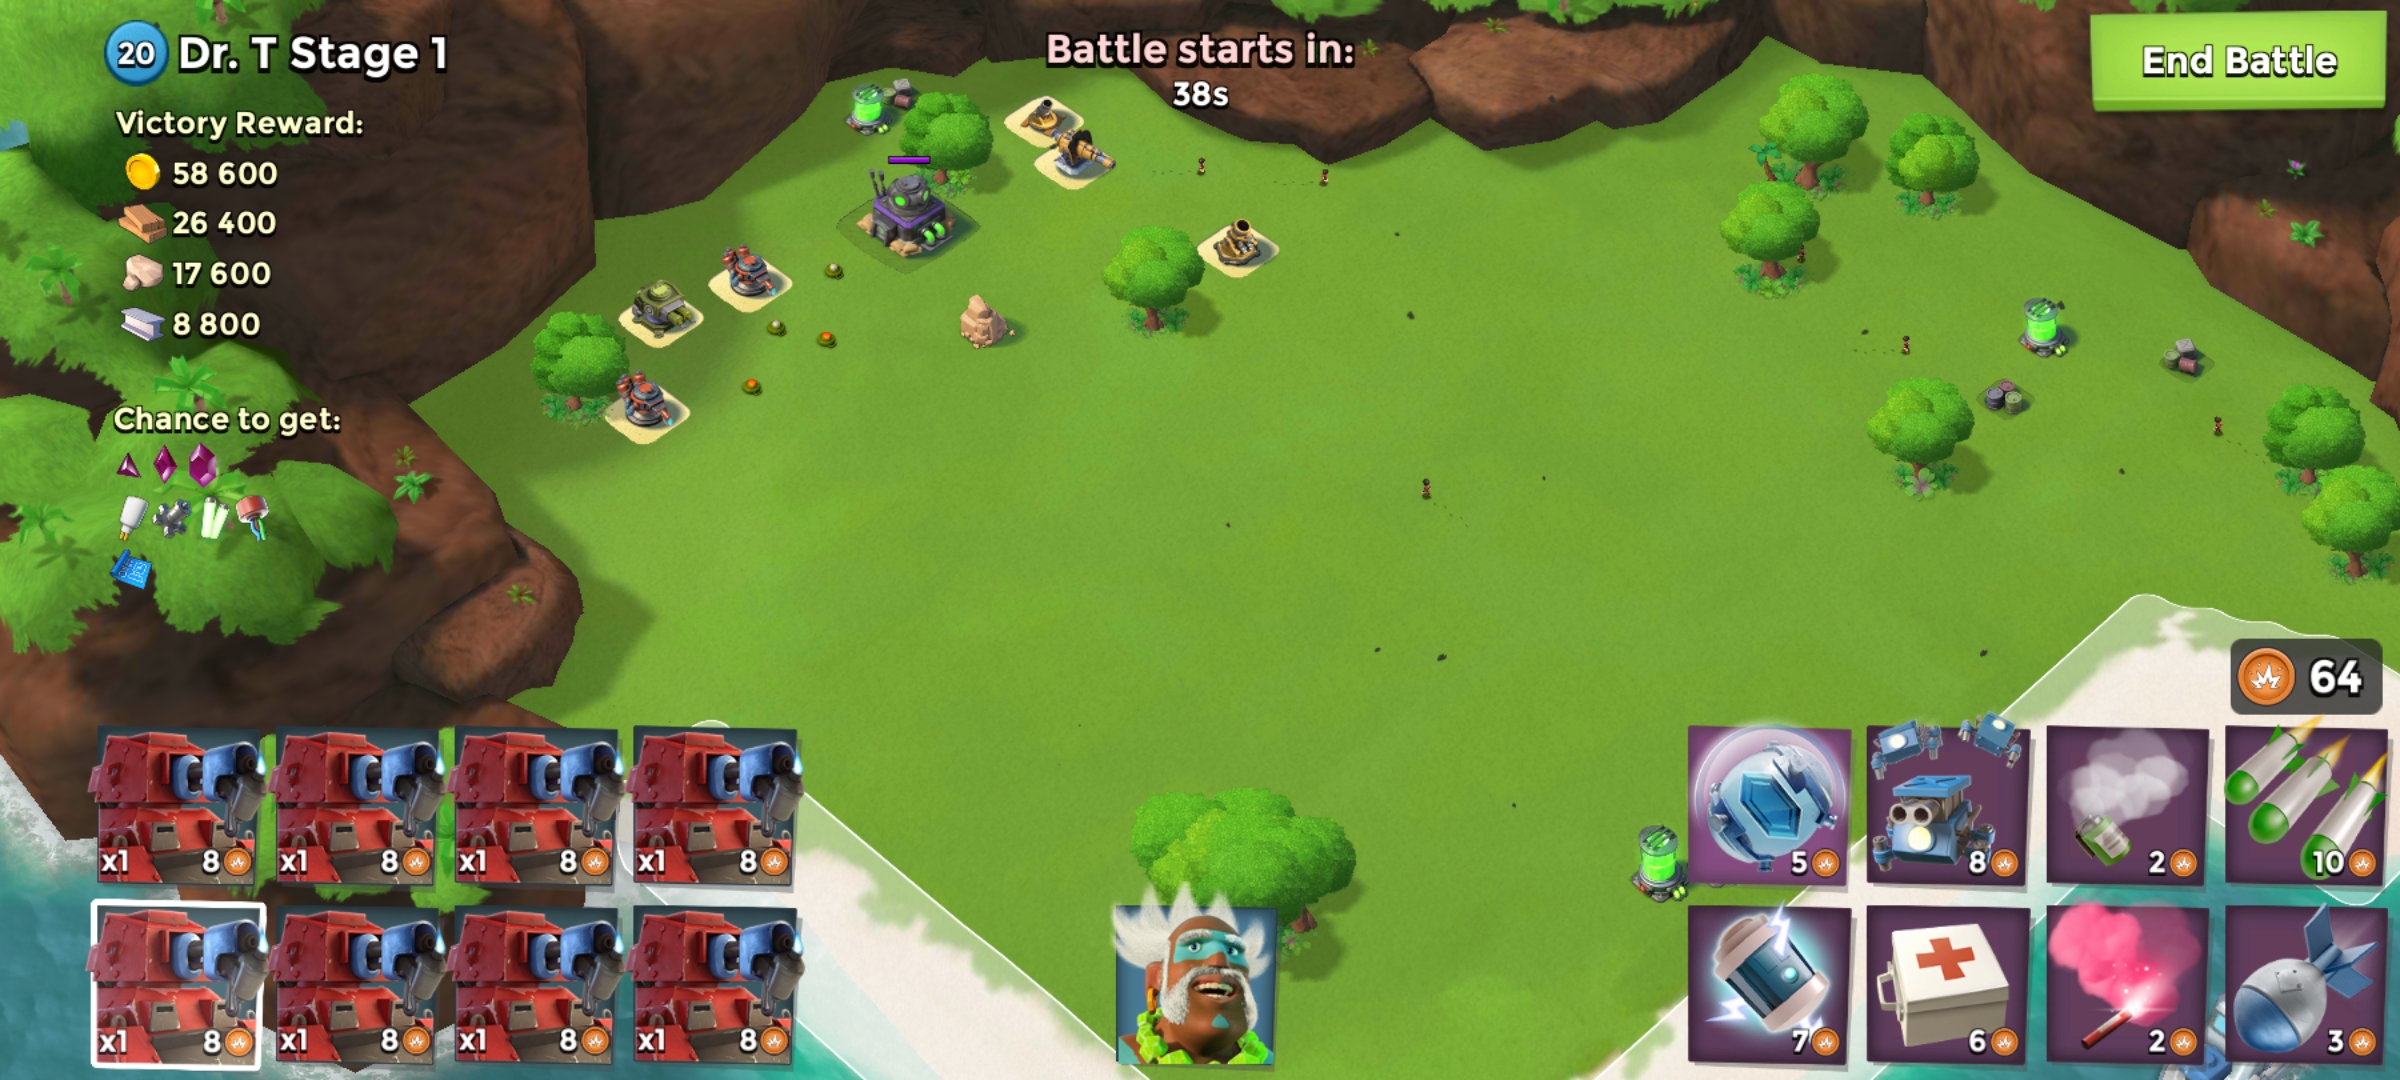 20 Dr. T Stage 1
Battle starts in:
38s
End Battle
Victory Reward:
58 600
26 400
17 600
8 800
Chance to get:
64
x1 8
x1 8
x1 8
x1 8
5
8
2
10
x1 8
x1 8
x1 8
x1 8
7
6
2
3